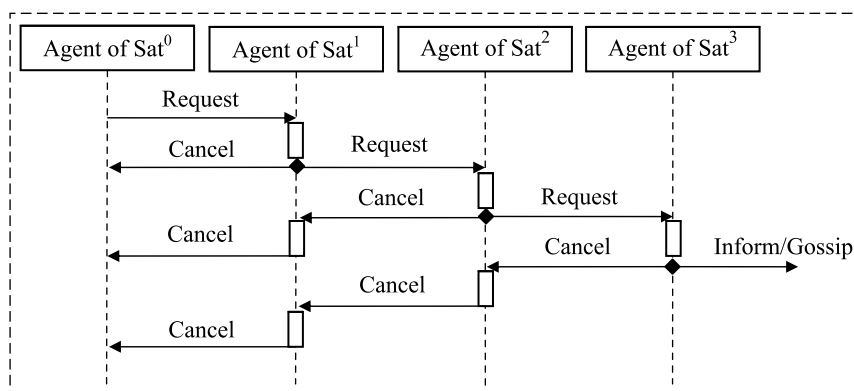 Agent of Sat⁰ Agent of Sat¹ Agent of Sat² Agent of Sat³
Request
Cancel Request
Cancel Request
Cancel
Cancel Inform/Gossip
Cancel
Cancel